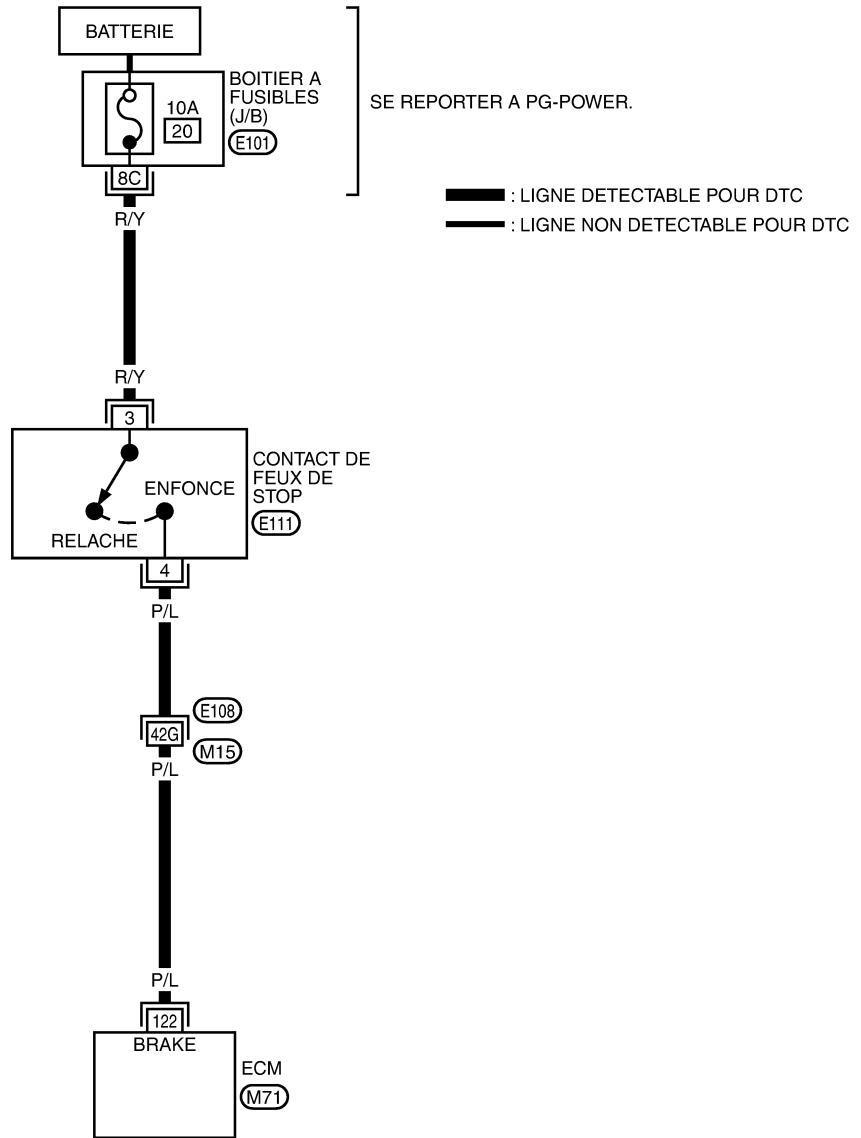 BATTERIE
BOITIER A
FUSIBLES
(J/B)
E101
10A
20
8C
SE REPORTER A PG-POWER.
: LIGNE DETECTABLE POUR DTC
: LIGNE NON DETECTABLE POUR DTC
R/Y
R/Y
3
CONTACT DE
FEUX DE
STOP
E111
ENFONCE
RELACHE
4
P/L
E108
42G
M15
P/L
P/L
122
BRAKE
ECM
M71